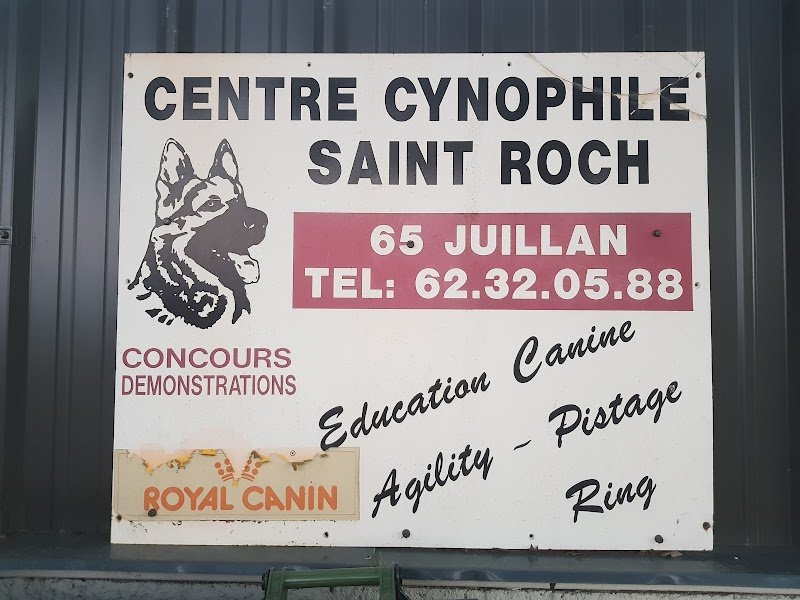 CENTRE CYNOPHILE
SAINT ROCH
65 JUILLAN
TEL: 62.32.05.88
CONCOURS
DEMONSTRATIONS
Education Canine
Agility - Pistage
Ring
ROYAL CANIN